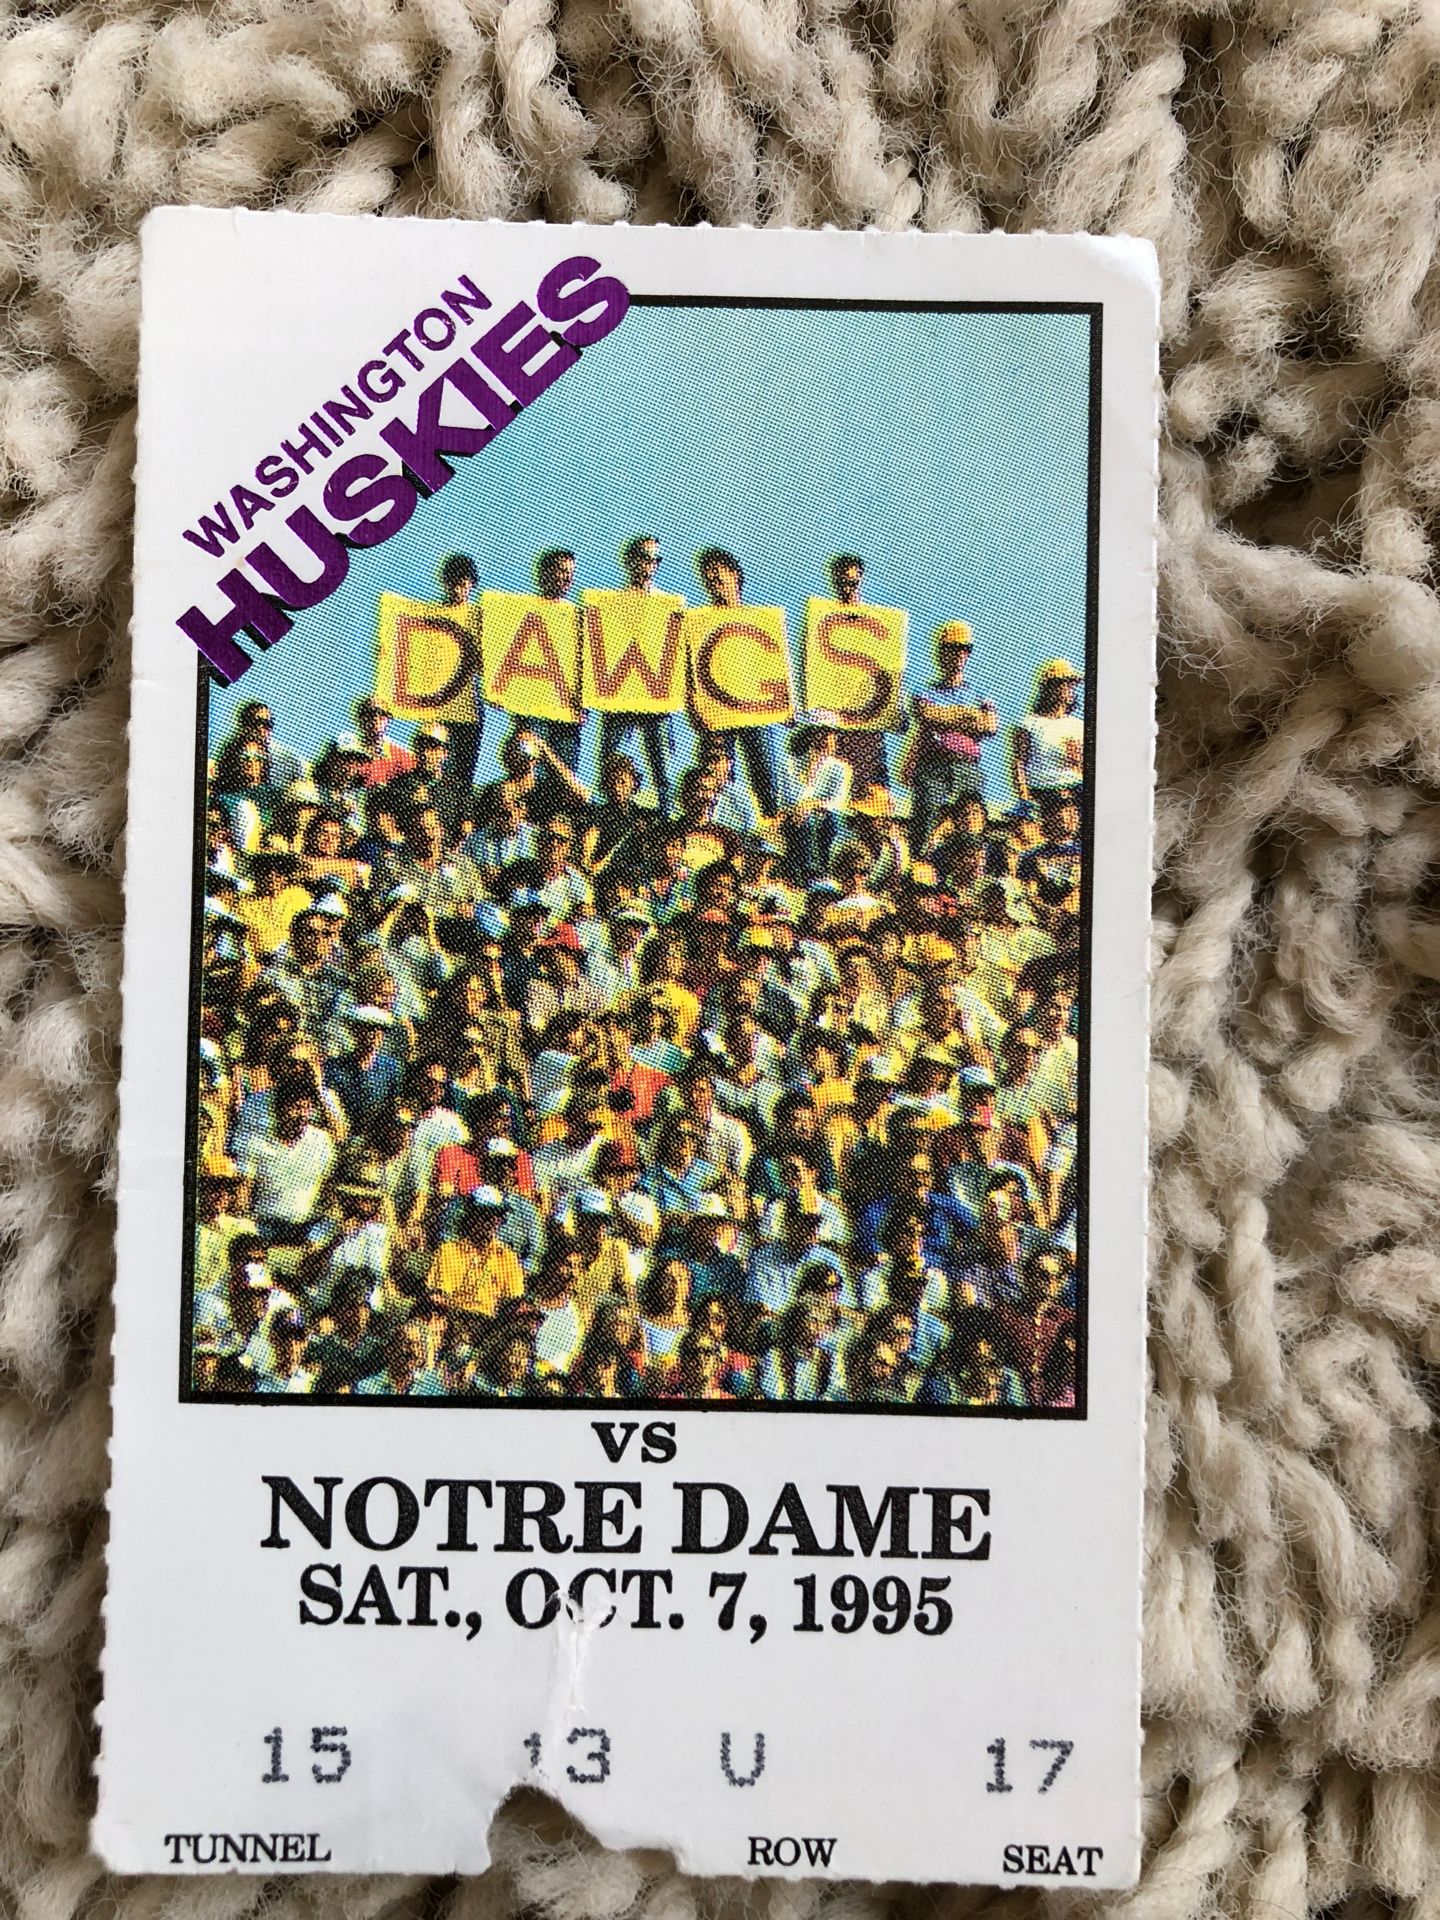 WASHINGTON
HUSKIES
DAWGS
VS
NOTRE DAME
SAT., OCT. 7, 1995
15 13 U 17
TUNNEL ROW SEAT